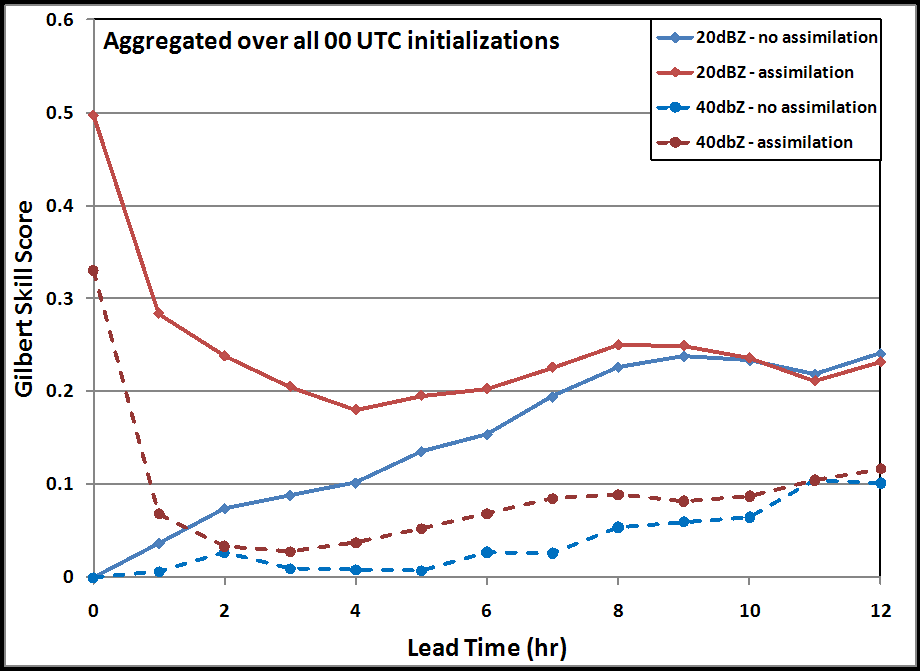 Aggregated over all 00 UTC initializations
20dBZ - no assimilation
20dBZ - assimilation
40dbZ - no assimilation
40dbZ - assimilation
Gilbert Skill Score
0.6
0.5
0.4
0.3
0.2
0.1
0
0 2 4 6 8 10 12
Lead Time (hr)